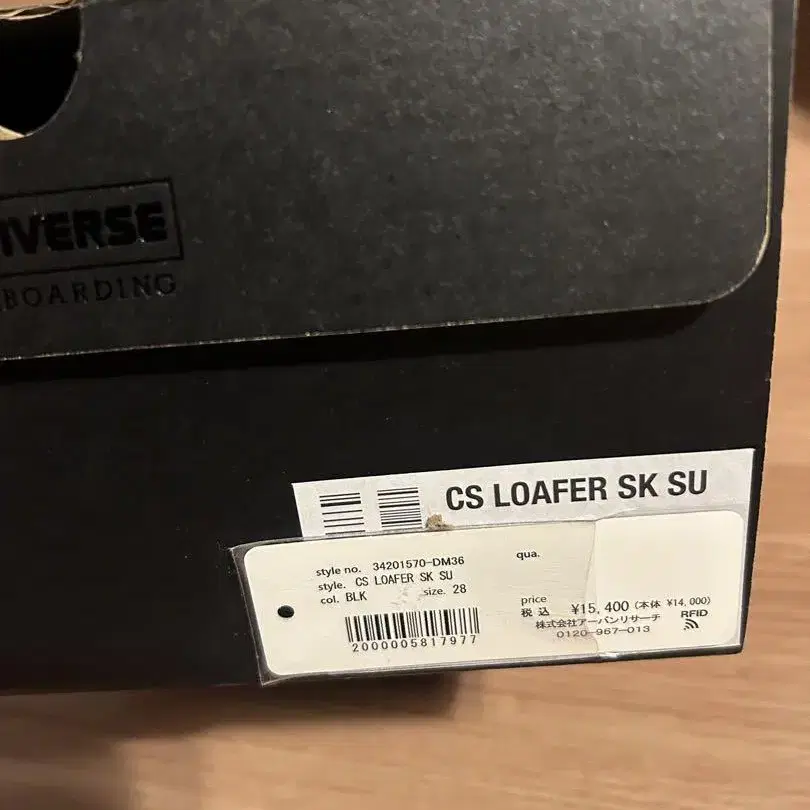 IVERSE
BOARDING
CS LOAFER SK SU
style no. 34201570-DM36
style. CS LOAFER SK SU
col. BLK size. 28
2000005817977
qua.
price
税込 ¥15,400 (本体 ¥14,000)
株式会社アーバンリサーチ
0120-967-013
RFID